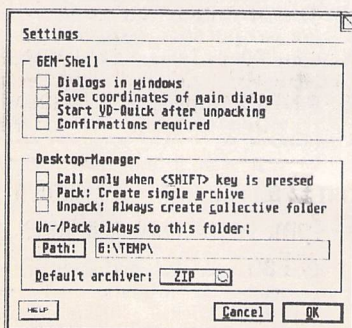 Settings
GEM-Shell
Dialogs in windows
Save coordinates of main dialog
Start VD-Quick after unpacking
Confirmations required
Desktop-Manager
Call only when <SHIFT> key is pressed
Pack: Create single archive
Unpack: Always create collective folder
Un-/Pack always to this folder:
Path: G:\TEMP\
Default archiver: ZIP
HELP Cancel OK